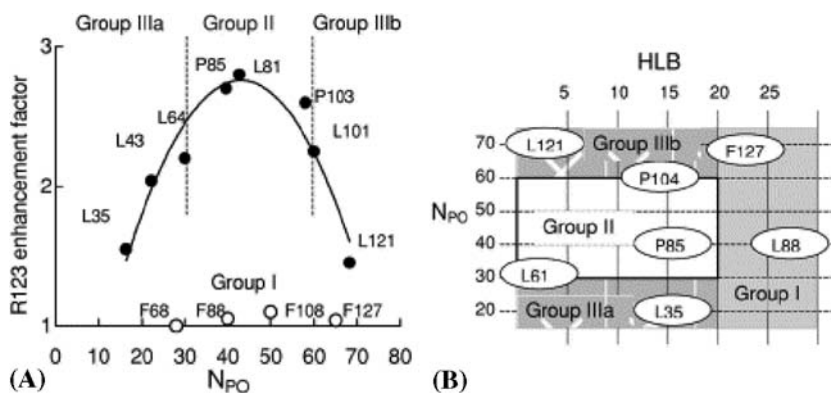 Group IIIa Group II Group IIIb
3
P85 L81
P103
L64
L43 L101
2
L35
L121
Group I
F68 F88 F108 F127
1
0 10 20 30 40 50 60 70 80
R123 enhancement factor
(A) N_PO
HLB
5 10 15 20 25
70 L121 Group IIIb F127
60 P104
N_PO 50
Group II
40 P85 L88
30 L61
Group I
20 Group IIIa L35
(B)